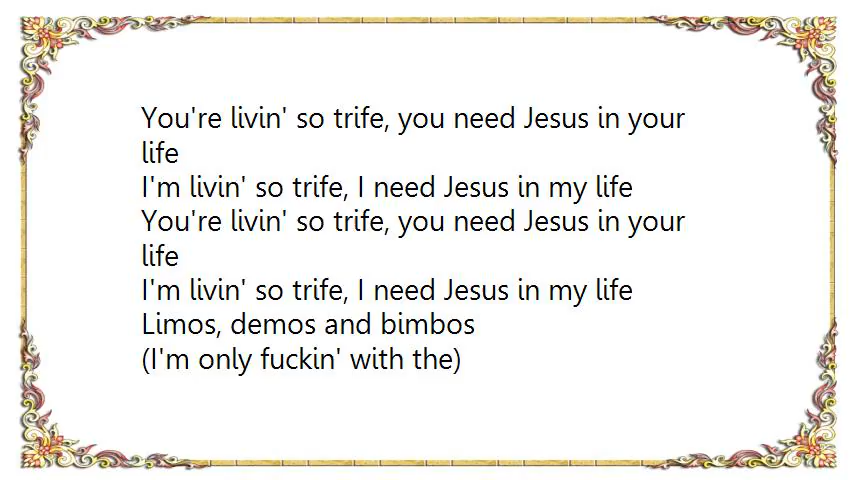 You're livin' so trife, you need Jesus in your
life
I'm livin' so trife, I need Jesus in my life
You're livin' so trife, you need Jesus in your
life
I'm livin' so trife, I need Jesus in my life
Limos, demos and bimbos
(I'm only fuckin' with the)